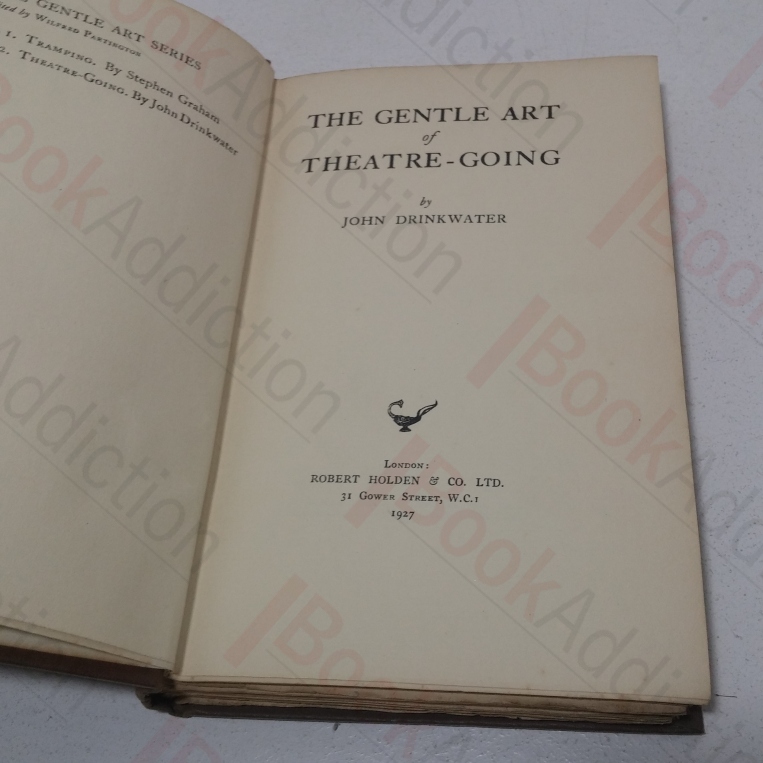 GENTLE ART SERIES
by Wilfred Partington
1. Tramping. By Stephen Graham
2. Theatre-Going. By John Drinkwater
THE GENTLE ART
of
THEATRE-GOING
by
JOHN DRINKWATER
London:
ROBERT HOLDEN & CO. LTD.
31 Gower Street, W.C.1
1927
BookAddiction